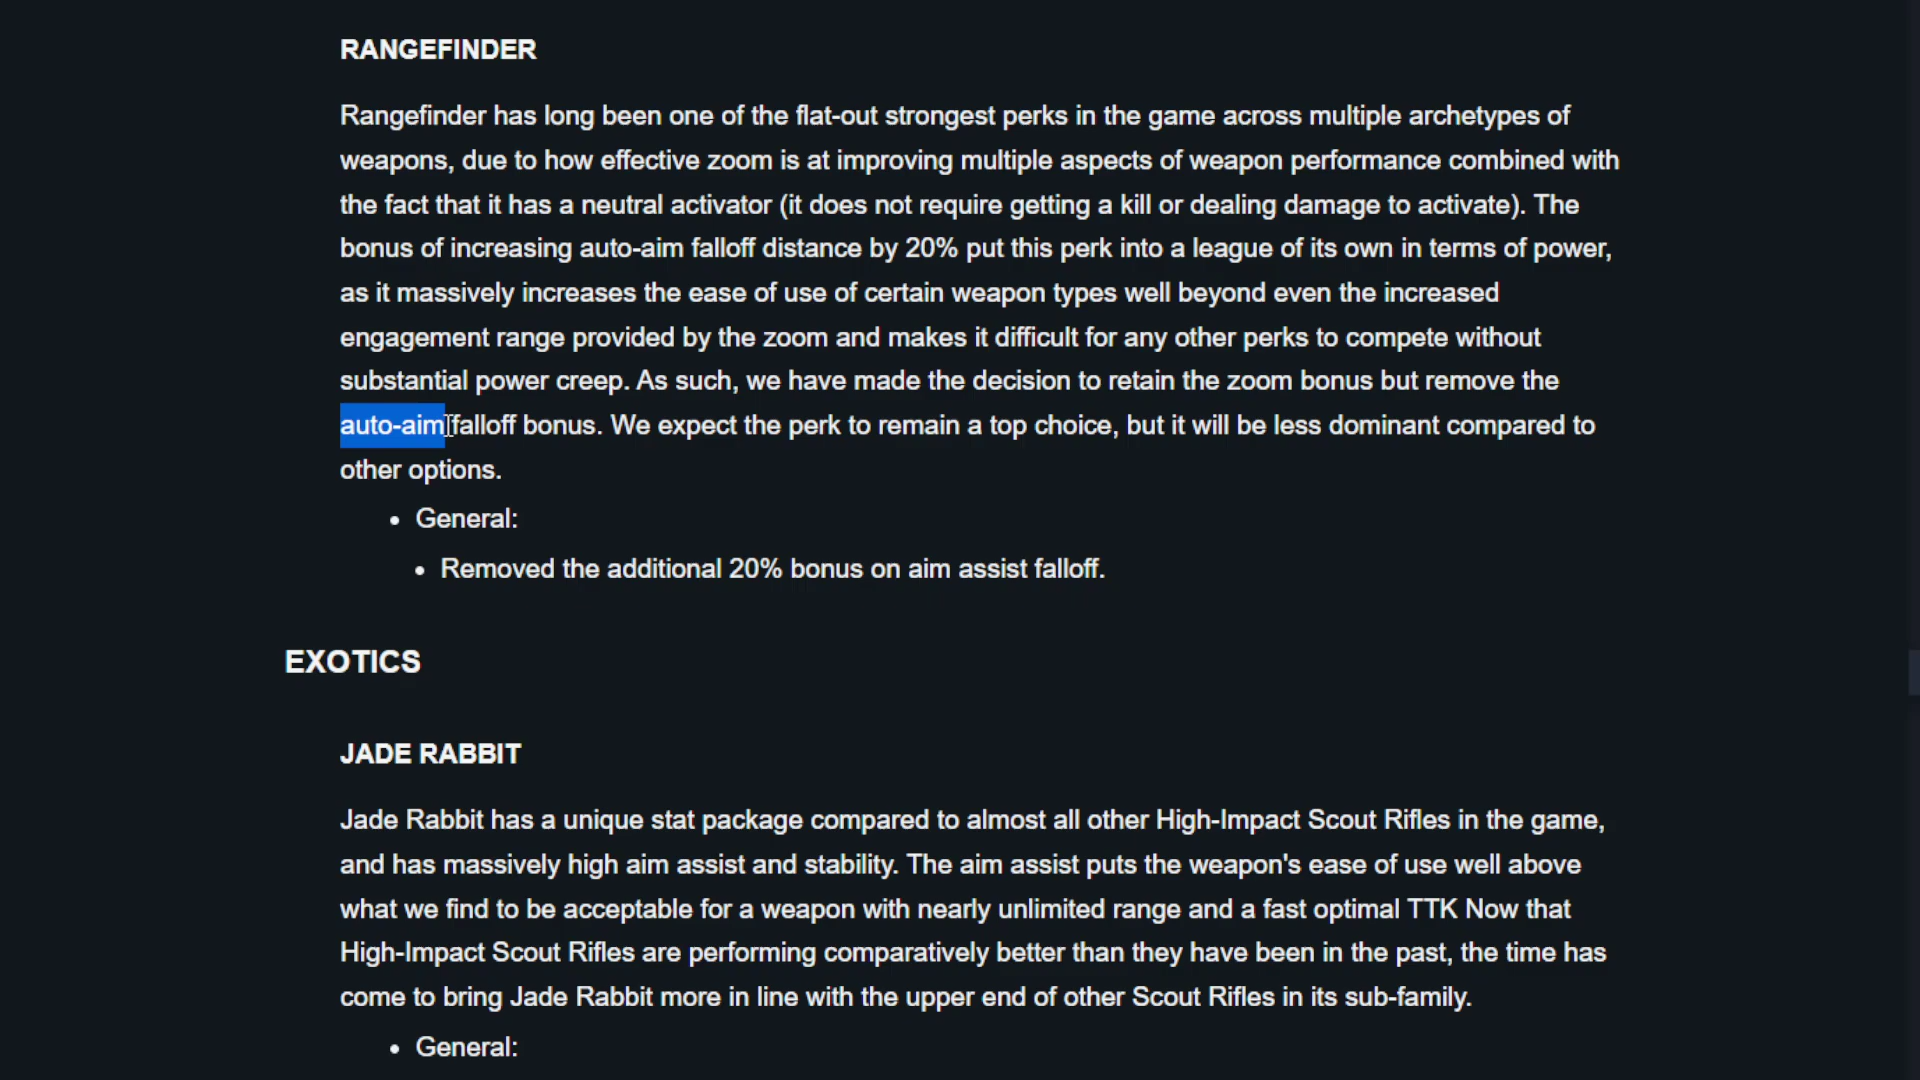 RANGEFINDER
Rangefinder has long been one of the flat-out strongest perks in the game across multiple archetypes of
weapons, due to how effective zoom is at improving multiple aspects of weapon performance combined with
the fact that it has a neutral activator (it does not require getting a kill or dealing damage to activate). The
bonus of increasing auto-aim falloff distance by 20% put this perk into a league of its own in terms of power,
as it massively increases the ease of use of certain weapon types well beyond even the increased
engagement range provided by the zoom and makes it difficult for any other perks to compete without
substantial power creep. As such, we have made the decision to retain the zoom bonus but remove the
auto-aim falloff bonus. We expect the perk to remain a top choice, but it will be less dominant compared to
other options.
• General:
• Removed the additional 20% bonus on aim assist falloff.
EXOTICS
JADE RABBIT
Jade Rabbit has a unique stat package compared to almost all other High-Impact Scout Rifles in the game,
and has massively high aim assist and stability. The aim assist puts the weapon's ease of use well above
what we find to be acceptable for a weapon with nearly unlimited range and a fast optimal TTK Now that
High-Impact Scout Rifles are performing comparatively better than they have been in the past, the time has
come to bring Jade Rabbit more in line with the upper end of other Scout Rifles in its sub-family.
• General: